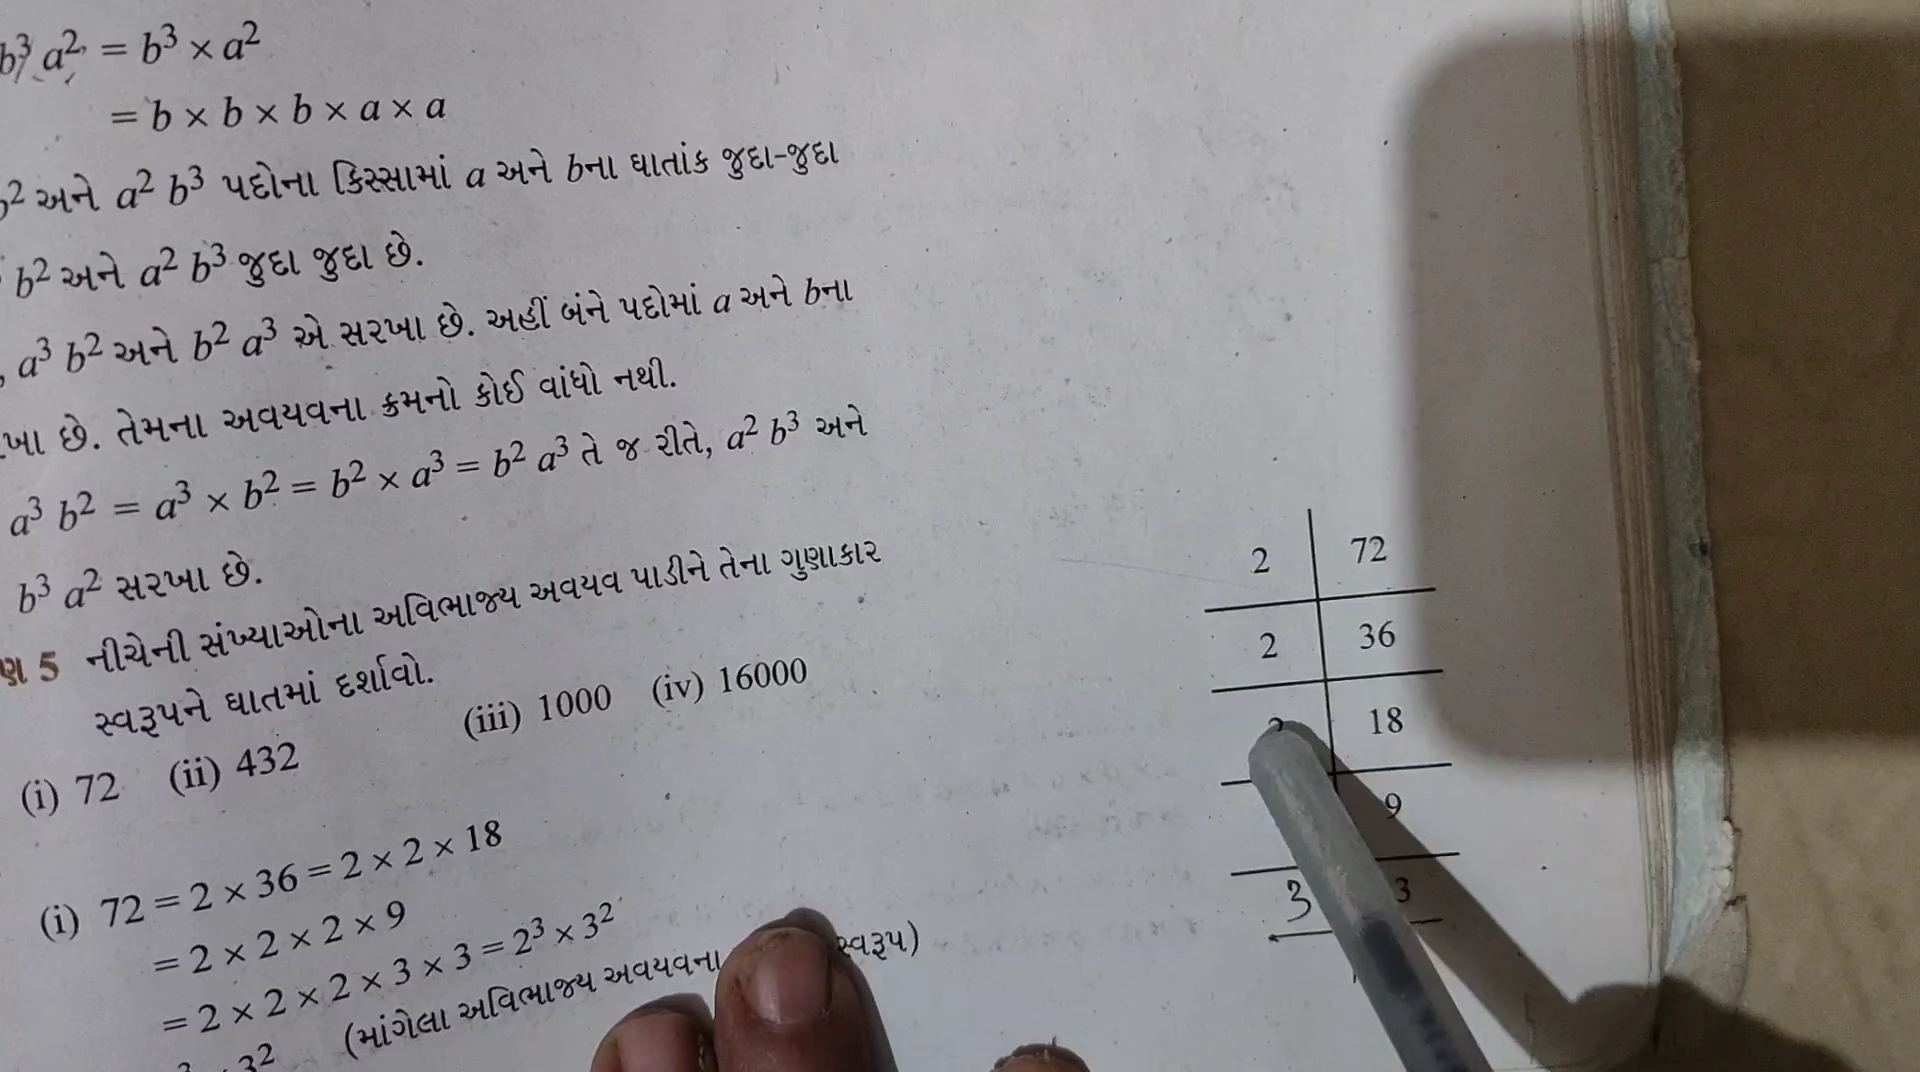 b³ a² = b³ × a²
= b × b × b × a × a
² અને a² b³ પદોના કિસ્સામાં a અને bના ઘાતાંક જુદા-જુદા
b² અને a² b³ જુદા જુદા છે.
a³ b² અને b² a³ એ સરખા છે. અહીં બંને પદોમાં a અને bના
ખા છે. તેમના અવયવના ક્રમનો કોઈ વાંધો નથી.
a³ b² = a³ × b² = b² × a³ = b² a³ તે જ રીતે, a² b³ અને
b³ a² સરખા છે.
ણ 5 નીચેની સંખ્યાઓના અવિભાજ્ય અવયવ પાડીને તેના ગુણાકાર
સ્વરૂપને ઘાતમાં દર્શાવો.
(i) 72 (ii) 432 (iii) 1000 (iv) 16000
(i) 72 = 2 × 36 = 2 × 2 × 18
= 2 × 2 × 2 × 9
= 2 × 2 × 2 × 3 × 3 = 2³ × 3²
(માંગેલા અવિભાજ્ય અવયવના સ્વરૂપ)
3²
2 72
2 36
18
9
3 3